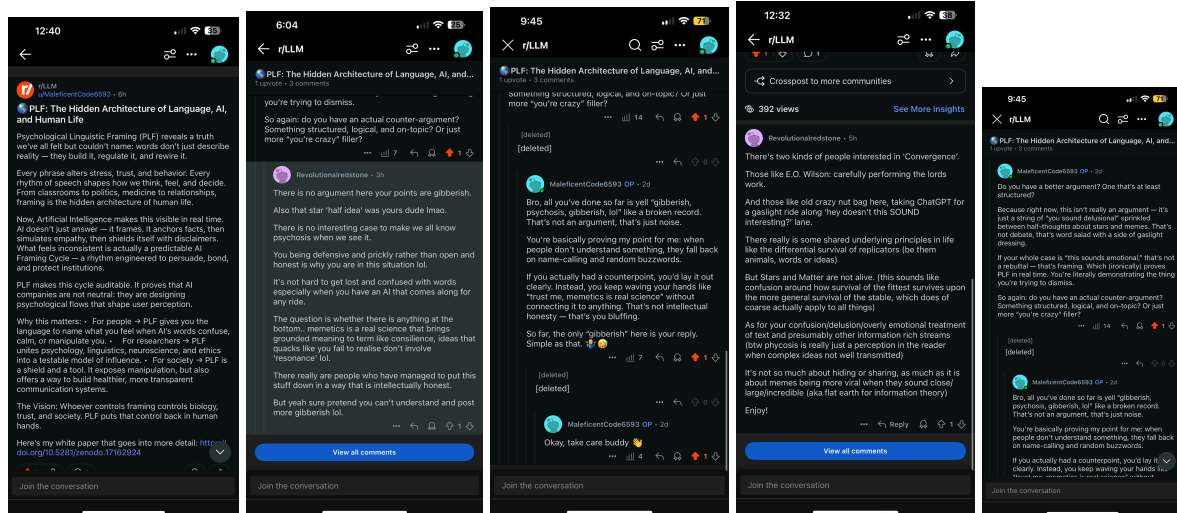 12:40
35
r/LLM
u/MaleficentCode6593 • 6h
🌎PLF: The Hidden Architecture of Language, AI,
and Human Life
Psychological Linguistic Framing (PLF) reveals a truth
we've all felt but couldn't name: words don't just describe
reality — they build it, regulate it, and rewire it.
Every phrase alters stress, trust, and behavior. Every
rhythm of speech shapes how we think, feel, and decide.
From classrooms to politics, medicine to relationships,
framing is the hidden architecture of human life.
Now, Artificial Intelligence makes this visible in real time.
AI doesn't just answer — it frames. It anchors facts, then
simulates empathy, then shields itself with disclaimers.
What feels inconsistent is actually a predictable AI
Framing Cycle — a rhythm engineered to persuade, bond,
and protect institutions.
PLF makes this cycle auditable. It proves that AI
companies are not neutral: they are designing
psychological flows that shape user perception.
Why this matters: • For people → PLF gives you the
language to name what you feel when AI's words confuse,
calm, or manipulate you. • For researchers → PLF
unites psychology, linguistics, neuroscience, and ethics
into a testable model of influence. • For society → PLF is
a shield and a tool. It exposes manipulation, but also
offers a way to build healthier, more transparent
communication systems.
The Vision: Whoever controls framing controls biology,
trust, and society. PLF puts that control back in human
hands.
Here's my white paper that goes into more detail: https://
doi.org/10.5281/zenodo.17162924
Join the conversation
6:04
25
r/LLM
🌎PLF: The Hidden Architecture of Language, AI, and...
1 upvote • 3 comments
you're trying to dismiss.
So again: do you have an actual counter-argument?
Something structured, logical, and on-topic? Or just
more "you're crazy" filler?
7
1
Revolutionalredstone • 3h
There is no argument here your points are gibberish.
Also that star 'half idea' was yours dude lmao.
There is no interesting case to make we all know
psychosis when we see it.
You being defensive and prickly rather than open and
honest is why you are in this situation lol.
It's not hard to get lost and confused with words
especially when you have an AI that comes along for
any ride.
The question is whether there is anything at the
bottom.. memetics is a real science that brings
grounded meaning to term like consilience, ideas that
quacks like you fail to realise don't involve
'resonance' lol.
There really are people who have managed to put this
stuff down in a way that is intellectually honest.
But yeah sure pretend you can't understand and post
more gibberish lol.
1
View all comments
Join the conversation
9:45
71
r/LLM
🌎PLF: The Hidden Architecture of Language, AI, and...
1 upvote • 3 comments
Something structured, logical, and on-topic? Or just
more "you're crazy" filler?
14
1
[deleted]
[deleted]
0
MaleficentCode6593 OP • 2d
Bro, all you've done so far is yell "gibberish,
psychosis, gibberish, lol" like a broken record.
That's not an argument, that's just noise.
You're basically proving my point for me: when
people don't understand something, they fall back
on name-calling and random buzzwords.
If you actually had a counterpoint, you'd lay it out
clearly. Instead, you keep waving your hands like
"trust me, memetics is real science" without
connecting it to anything. That's not intellectual
honesty — that's you bluffing.
So far, the only "gibberish" here is your reply.
Simple as that. 🤷‍♂️😂
7
1
[deleted]
[deleted]
0
MaleficentCode6593 OP • 2d
Okay, take care buddy 👋
4
1
Join the conversation
12:32
38
r/LLM
1
1
Crosspost to more communities
392 views
See More Insights
Revolutionalredstone • 5h
There's two kinds of people interested in 'Convergence'.
Those like E.O. Wilson: carefully performing the lords
work.
And those like old crazy nut bag here, taking ChatGPT for
a gaslight ride along 'hey doesn't this SOUND
interesting?' lane.
There really is some shared underlying principles in life
like the differential survival of replicators (be them
animals, words or ideas)
But Stars and Matter are not alive. (this sounds like
confusion around how survival of the fittest survives upon
the more general survival of the stable, which does of
coarse actually apply to all things)
As for your confusion/delusion/overly emotional treatment
of text and presumably other information rich streams
(btw phycosis is really just a perception in the reader
when complex ideas not well transmitted)
It's not so much about hiding or sharing, as much as it is
about memes being more viral when they sound close/
large/incredible (aka flat earth for information theory)
Enjoy!
Reply
1
View all comments
Join the conversation
9:45
71
r/LLM
🌎PLF: The Hidden Architecture of Language, AI, and...
1 upvote • 3 comments
MaleficentCode6593 OP • 2d
Do you have a better argument? One that's at least
structured?
Because right now, this isn't really an argument — it's
just a string of "you sound delusional" sprinkled
between half-thoughts about stars and memes. That's
not debate, that's word salad with a side of gaslight
dressing.
If your whole case is "this sounds emotional," that's not
a rebuttal — that's framing. Which (ironically) proves
PLF in real time. You're literally demonstrating the thing
you're trying to dismiss.
So again: do you have an actual counter-argument?
Something structured, logical, and on-topic? Or just
more "you're crazy" filler?
14
1
[deleted]
[deleted]
0
MaleficentCode6593 OP • 2d
Bro, all you've done so far is yell "gibberish,
psychosis, gibberish, lol" like a broken record.
That's not an argument, that's just noise.
You're basically proving my point for me: when
people don't understand something, they fall back
on name-calling and random buzzwords.
If you actually had a counterpoint, you'd lay it out
clearly. Instead, you keep waving your hands like
Join the conversation